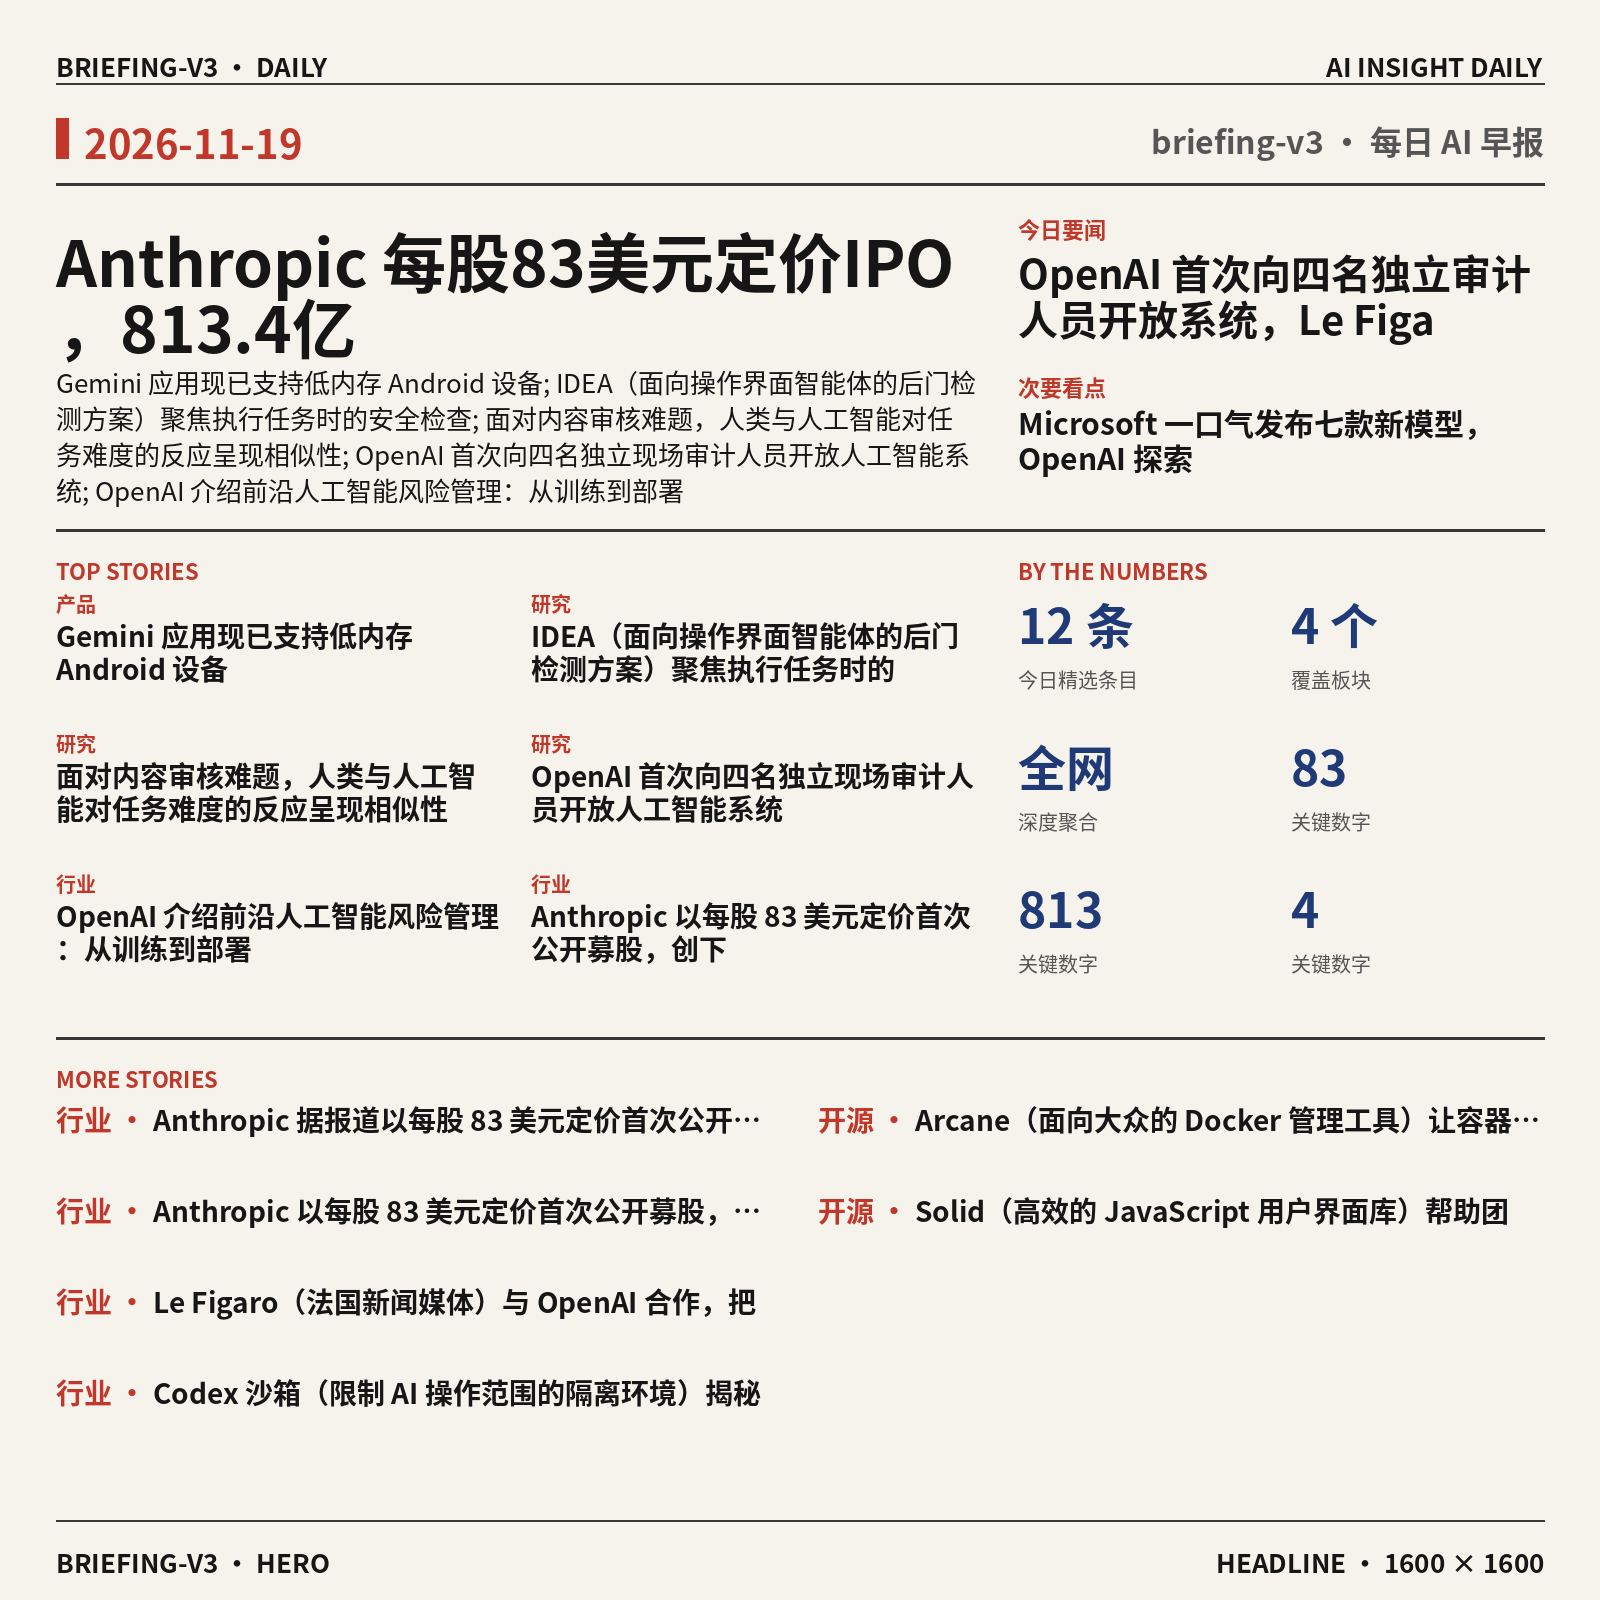 BRIEFING-V3 • DAILY
AI INSIGHT DAILY
2026-11-19
briefing-v3 • 每日 AI 早报
Anthropic 每股83美元定价IPO
，813.4亿
Gemini 应用现已支持低内存 Android 设备; IDEA（面向操作界面智能体的后门检
测方案）聚焦执行任务时的安全检查; 面对内容审核难题，人类与人工智能对任
务难度的反应呈现相似性; OpenAI 首次向四名独立现场审计人员开放人工智能系
统; OpenAI 介绍前沿人工智能风险管理：从训练到部署
今日要闻
OpenAI 首次向四名独立审计
人员开放系统，Le Figa
次要看点
Microsoft 一口气发布七款新模型，
OpenAI 探索
TOP STORIES
产品
Gemini 应用现已支持低内存
Android 设备
研究
IDEA（面向操作界面智能体的后门
检测方案）聚焦执行任务时的
研究
面对内容审核难题，人类与人工智
能对任务难度的反应呈现相似性
研究
OpenAI 首次向四名独立现场审计人
员开放人工智能系统
行业
OpenAI 介绍前沿人工智能风险管理
：从训练到部署
行业
Anthropic 以每股 83 美元定价首次
公开募股，创下
BY THE NUMBERS
12 条
今日精选条目
4 个
覆盖板块
全网
深度聚合
83
关键数字
813
关键数字
4
关键数字
MORE STORIES
行业 • Anthropic 据报道以每股 83 美元定价首次公开…
开源 • Arcane（面向大众的 Docker 管理工具）让容器…
行业 • Anthropic 以每股 83 美元定价首次公开募股，…
开源 • Solid（高效的 JavaScript 用户界面库）帮助团
行业 • Le Figaro（法国新闻媒体）与 OpenAI 合作，把
行业 • Codex 沙箱（限制 AI 操作范围的隔离环境）揭秘
BRIEFING-V3 • HERO
HEADLINE • 1600 × 1600